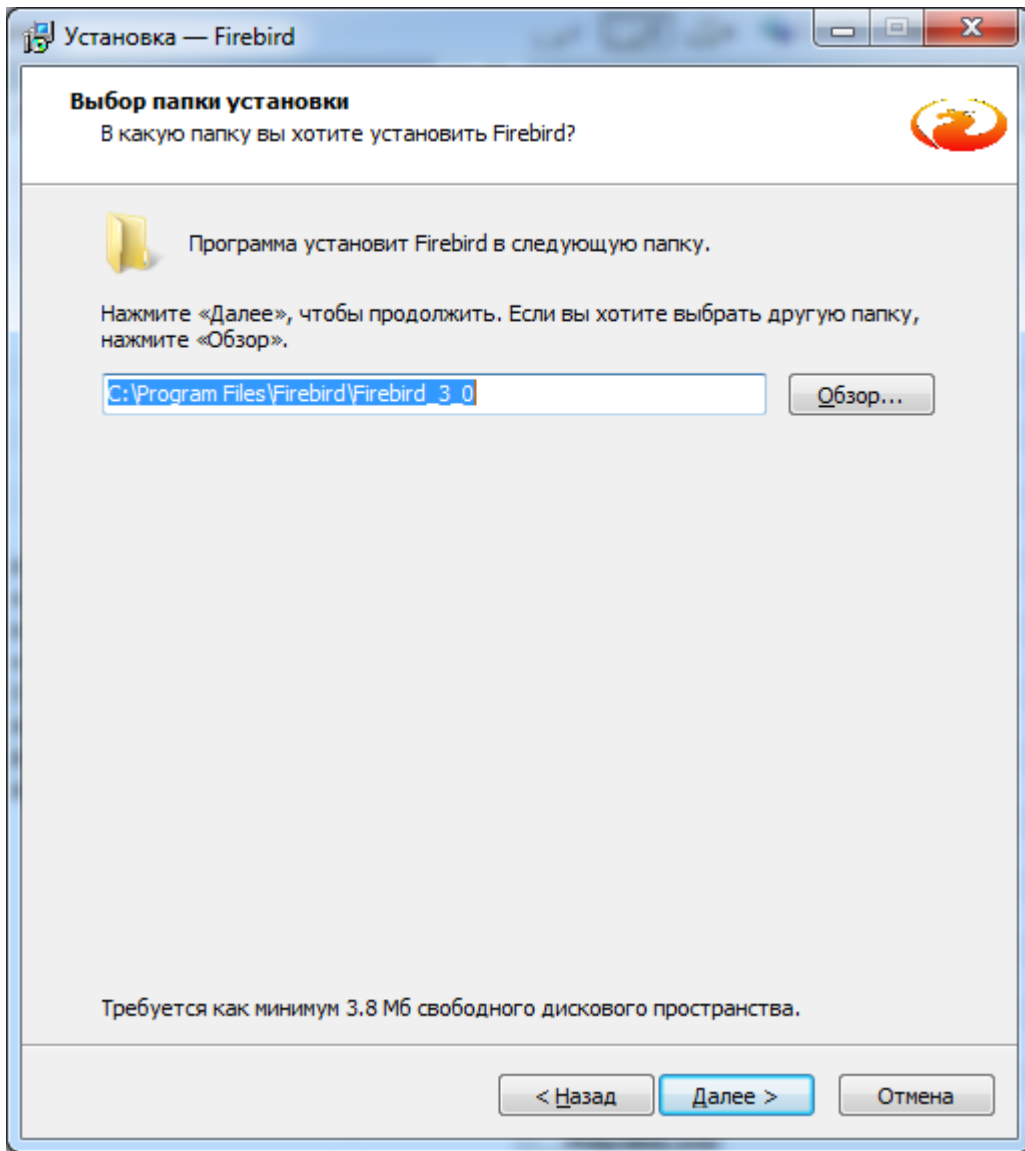 Установка — Firebird
Выбор папки установки
В какую папку вы хотите установить Firebird?
Программа установит Firebird в следующую папку.
Нажмите «Далее», чтобы продолжить. Если вы хотите выбрать другую папку,
нажмите «Обзор».
C:\Program Files\Firebird\Firebird_3_0
Обзор...
Требуется как минимум 3.8 Мб свободного дискового пространства.
< Назад
Далее >
Отмена